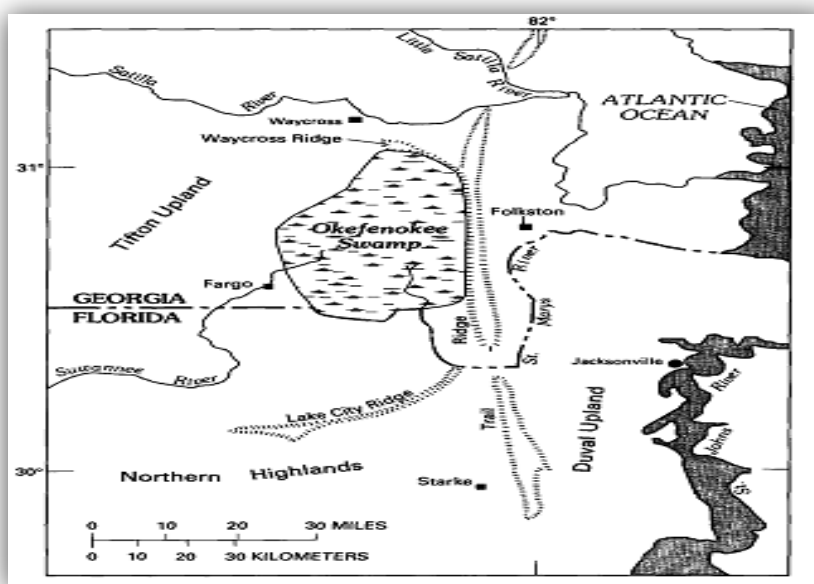 82°
Satilla
River
Little
Satilla
River
ATLANTIC
OCEAN
Waycross
Waycross Ridge
31°
Tifton Upland
Okefenokee
Swamp
Folkston
River
Fargo
GEORGIA
FLORIDA
Marys
St.
Ridge
Suwannee
River
Jacksonville
River
Lake City Ridge
Trail
Duval Upland
Johns
St.
30°
Northern Highlands
Starke
0 10 20 30 MILES
0 10 20 30 KILOMETERS